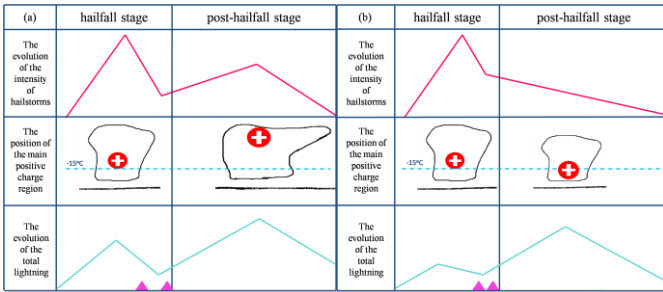 (a)
hailfall stage
post-hailfall stage
(b)
hailfall stage
post-hailfall stage
The
evolution
of the
intensity
of
hailstorms
The
evolution
of the
intensity
of
hailstorms
The
position of
the main
positive
charge
region
-15°C
The
position of
the main
positive
charge
region
-15°C
The
evolution
of the
total
lightning
The
evolution
of the
total
lightning